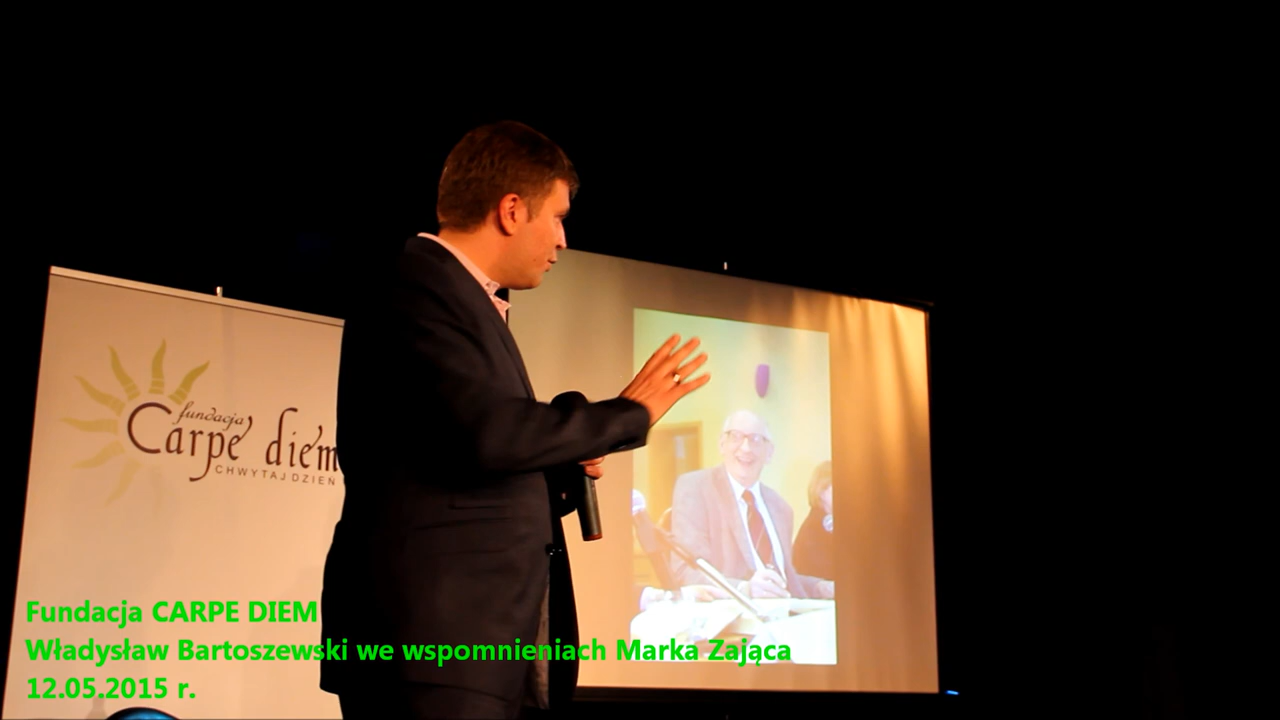 fundacja
Carpe diem
CHWYTAJ DZIEŃ
Fundacja CARPE DIEM
Władysław Bartoszewski we wspomnieniach Marka Zająca
12.05.2015 r.